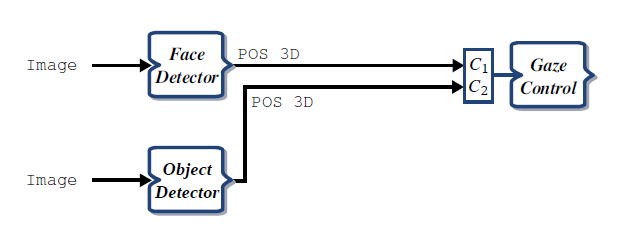 Image
Face
Detector
POS 3D
C1
C2
Gaze
Control
POS 3D
Image
Object
Detector